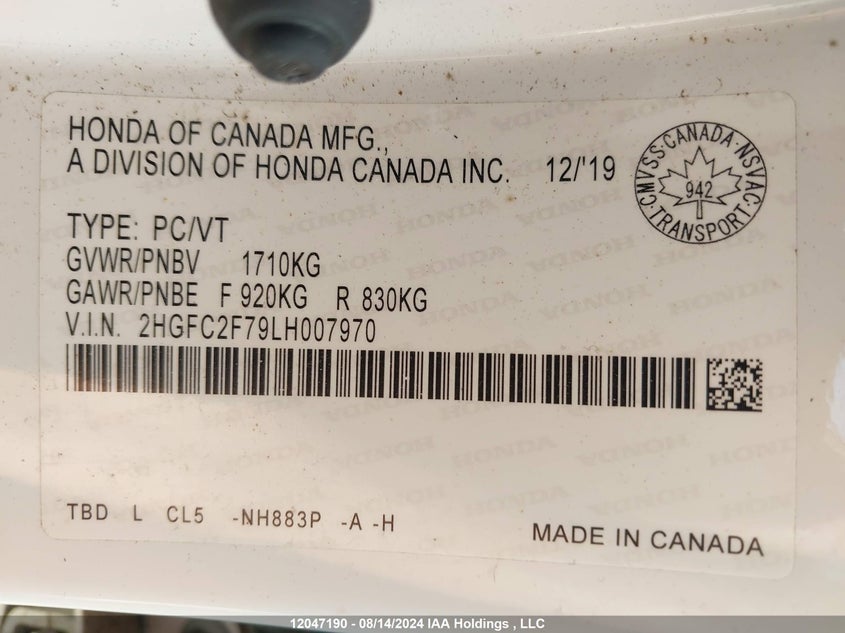 HONDA OF CANADA MFG.,
A DIVISION OF HONDA CANADA INC. 12/'19
CMVSS·CANADA·NSVAC·TRANSPORT·
942
TYPE: PC/VT
GVWR/PNBV 1710KG
GAWR/PNBE F 920KG R 830KG
V.I.N. 2HGFC2F79LH007970
TBD L CL5 -NH883P -A -H
MADE IN CANADA
12047190 - 08/14/2024 IAA Holdings , LLC